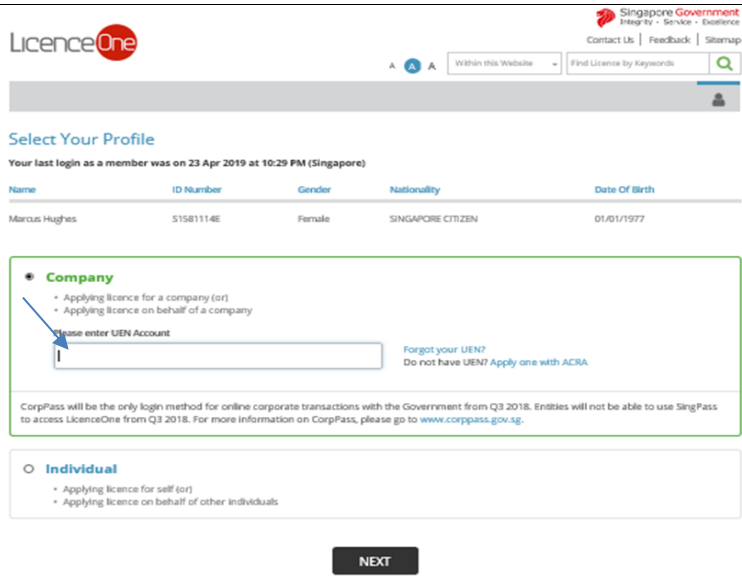 Singapore Government
Integrity · Service · Excellence
LicenceOne
Contact Us | Feedback | Sitemap
A A A
Within this Website
Find Licence by Keywords
Select Your Profile
Your last login as a member was on 23 Apr 2019 at 10:29 PM (Singapore)
Name ID Number Gender Nationality Date Of Birth
Marcus Hughes S1581114E Female SINGAPORE CITIZEN 01/01/1977
Company
• Applying licence for a company (or)
• Applying licence on behalf of a company
Please enter UEN Account
Forgot your UEN?
Do not have UEN? Apply one with ACRA
CorpPass will be the only login method for online corporate transactions with the Government from Q3 2018. Entities will not be able to use SingPass
to access LicenceOne from Q3 2018. For more information on CorpPass, please go to www.corppass.gov.sg.
Individual
• Applying licence for self (or)
• Applying licence on behalf of other individuals
NEXT